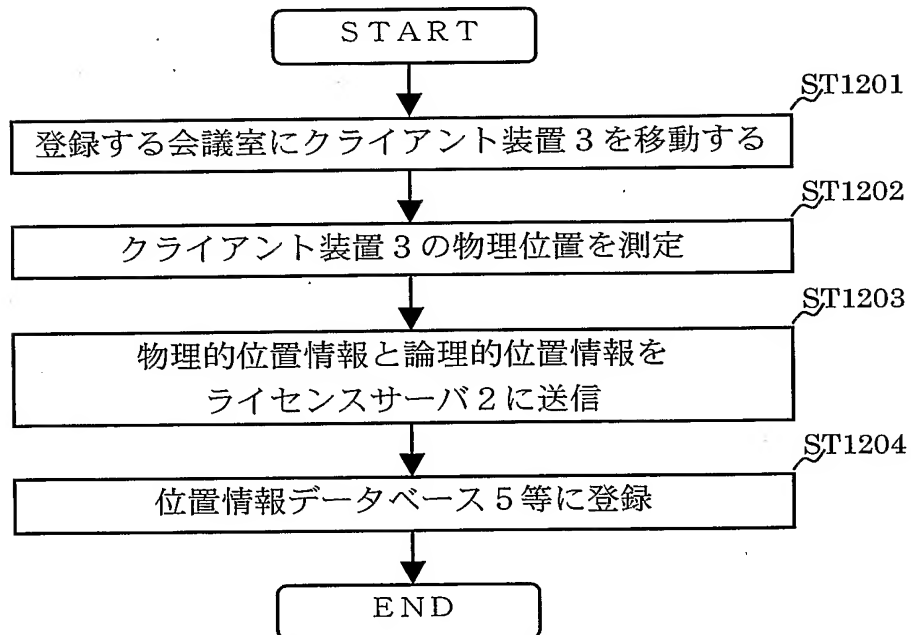 START
ST1201
登録する会議室にクライアント装置3を移動する
ST1202
クライアント装置3の物理位置を測定
ST1203
物理的位置情報と論理的位置情報を
ライセンスサーバ2に送信
ST1204
位置情報データベース5等に登録
END